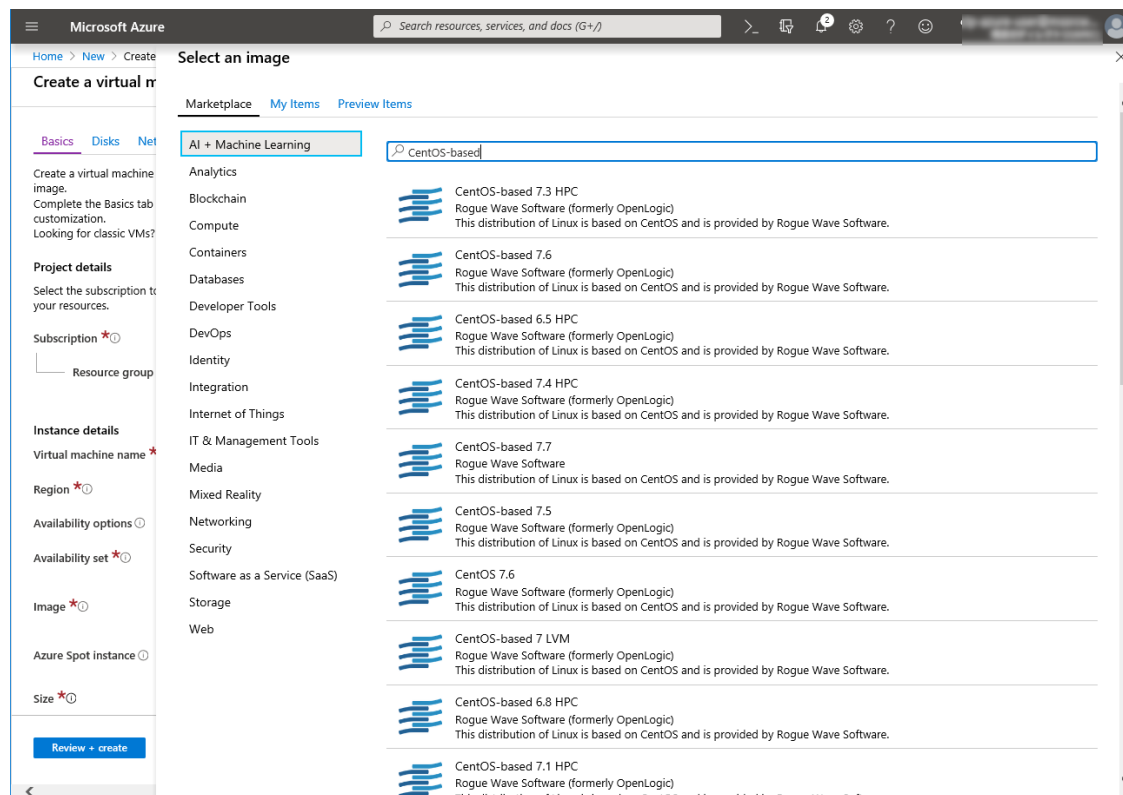 Microsoft Azure
Search resources, services, and docs (G+/)
2
Home > New > Create
Create a virtual m
Basics Disks Net
Create a virtual machine
image.
Complete the Basics tab
customization.
Looking for classic VMs?
Project details
Select the subscription to
your resources.
Subscription *
Resource group
Instance details
Virtual machine name *
Region *
Availability options
Availability set *
Image *
Azure Spot instance
Size *
Review + create
Select an image
Marketplace My Items Preview Items
AI + Machine Learning
Analytics
Blockchain
Compute
Containers
Databases
Developer Tools
DevOps
Identity
Integration
Internet of Things
IT & Management Tools
Media
Mixed Reality
Networking
Security
Software as a Service (SaaS)
Storage
Web
CentOS-based
CentOS-based 7.3 HPC
Rogue Wave Software (formerly OpenLogic)
This distribution of Linux is based on CentOS and is provided by Rogue Wave Software.
CentOS-based 7.6
Rogue Wave Software (formerly OpenLogic)
This distribution of Linux is based on CentOS and is provided by Rogue Wave Software.
CentOS-based 6.5 HPC
Rogue Wave Software (formerly OpenLogic)
This distribution of Linux is based on CentOS and is provided by Rogue Wave Software.
CentOS-based 7.4 HPC
Rogue Wave Software (formerly OpenLogic)
This distribution of Linux is based on CentOS and is provided by Rogue Wave Software.
CentOS-based 7.7
Rogue Wave Software
This distribution of Linux is based on CentOS and is provided by Rogue Wave Software.
CentOS-based 7.5
Rogue Wave Software (formerly OpenLogic)
This distribution of Linux is based on CentOS and is provided by Rogue Wave Software.
CentOS 7.6
Rogue Wave Software (formerly OpenLogic)
This distribution of Linux is based on CentOS and is provided by Rogue Wave Software.
CentOS-based 7 LVM
Rogue Wave Software (formerly OpenLogic)
This distribution of Linux is based on CentOS and is provided by Rogue Wave Software.
CentOS-based 6.8 HPC
Rogue Wave Software (formerly OpenLogic)
This distribution of Linux is based on CentOS and is provided by Rogue Wave Software.
CentOS-based 7.1 HPC
Rogue Wave Software (formerly OpenLogic)